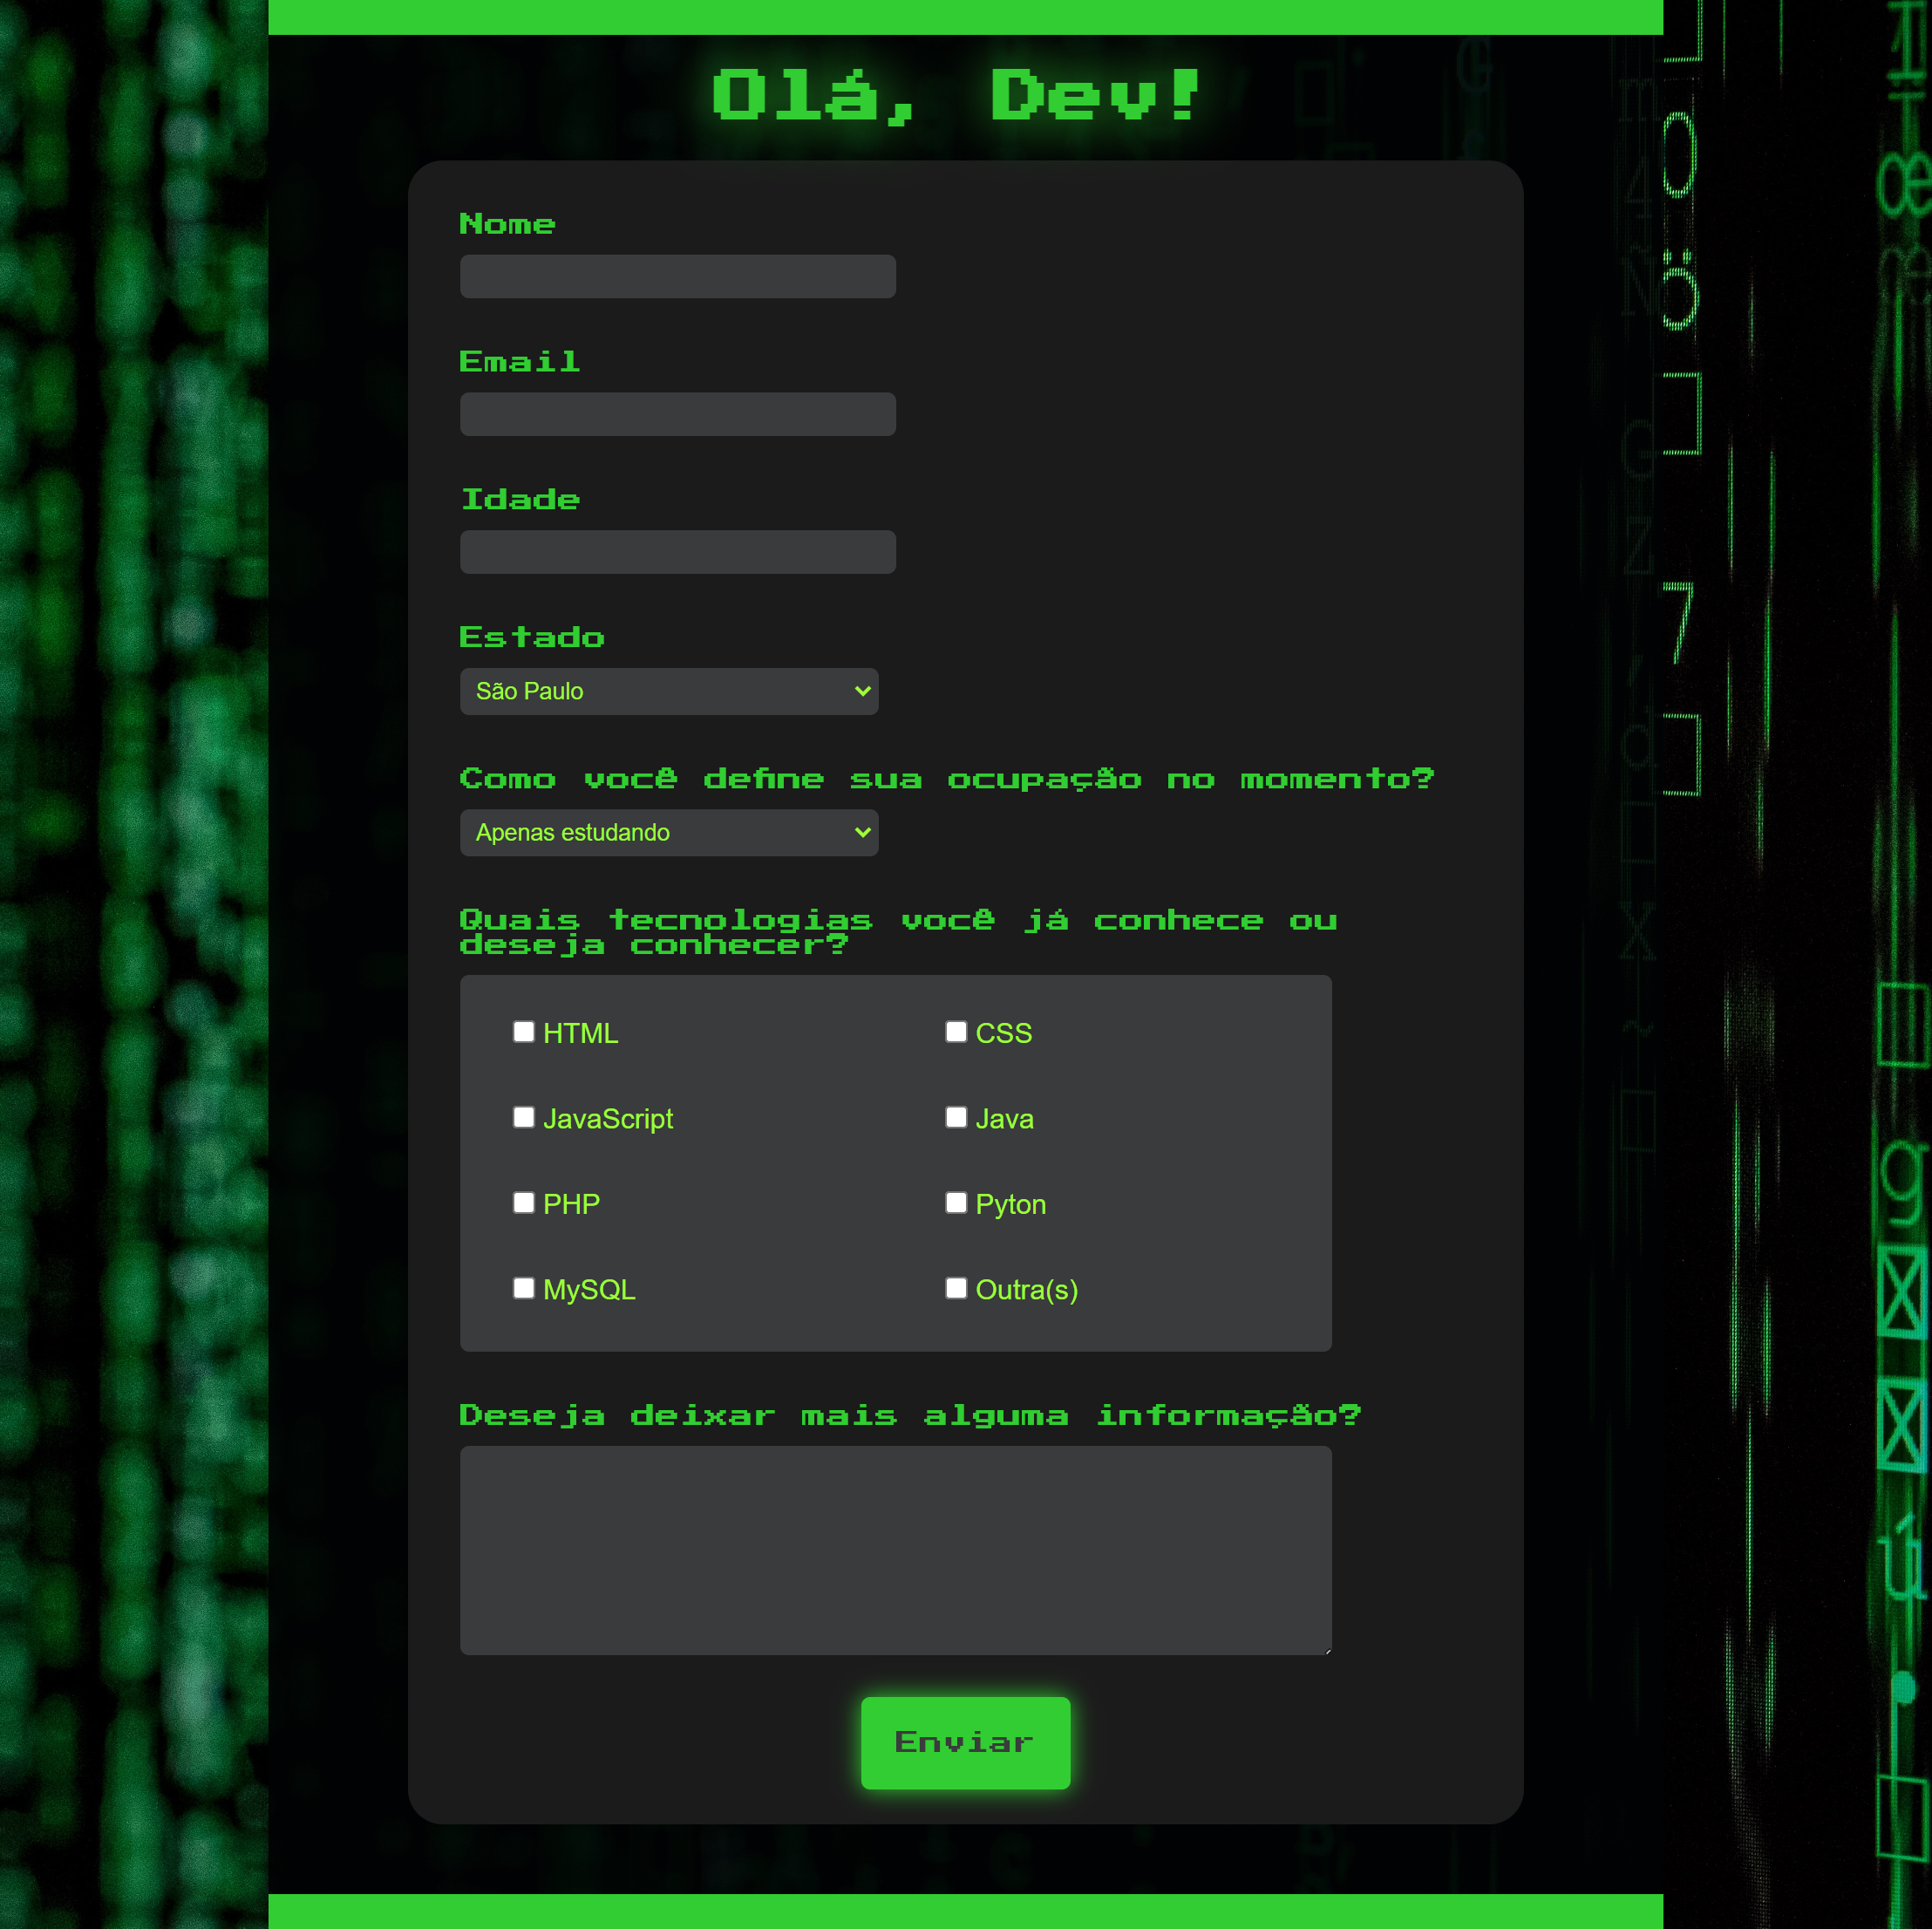 Olá, Dev!
Nome
Email
Idade
Estado
São Paulo
Como você define sua ocupação no momento?
Apenas estudando
Quais tecnologias você já conhece ou
deseja conhecer?
HTML
CSS
JavaScript
Java
PHP
Pyton
MySQL
Outra(s)
Deseja deixar mais alguma informação?
Enviar